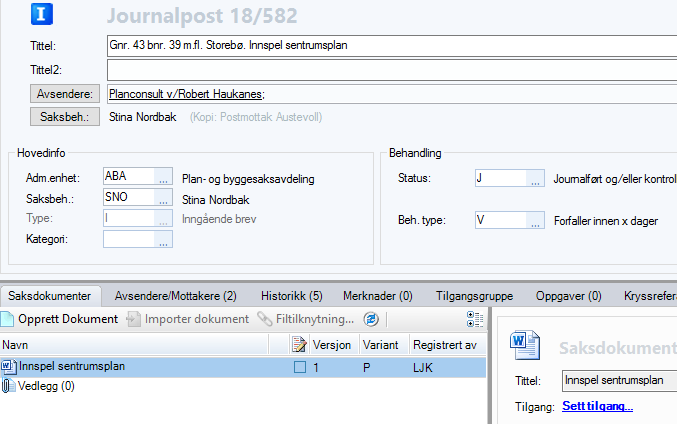 Journalpost 18/582
Tittel: Gnr. 43 bnr. 39 m.fl. Storebø. Innspel sentrumsplan
Tittel2:
Avsendere: Planconsult v/Robert Haukanes;
Saksbeh.: Stina Nordbak (Kopi: Postmottak Austevoll)
Hovedinfo
Adm.enhet: ABA ... Plan- og byggesaksavdeling
Saksbeh.: SNO ... Stina Nordbak
Type: I ... Inngående brev
Kategori: ...
Behandling
Status: J ... Journalført og/eller kontrol
Beh. type: V ... Forfaller innen x dager
Saksdokumenter Avsendere/Mottakere (2) Historikk (5) Merknader (0) Tilgangsgruppe Oppgaver (0) Kryssrefera
Opprett Dokument Importer dokument Filtilknytning...
Navn Versjon Variant Registrert av
Innspel sentrumsplan 1 P LJK
Vedlegg (0)
Saksdokument
Tittel: Innspel sentrumsplan
Tilgang: Sett tilgang...